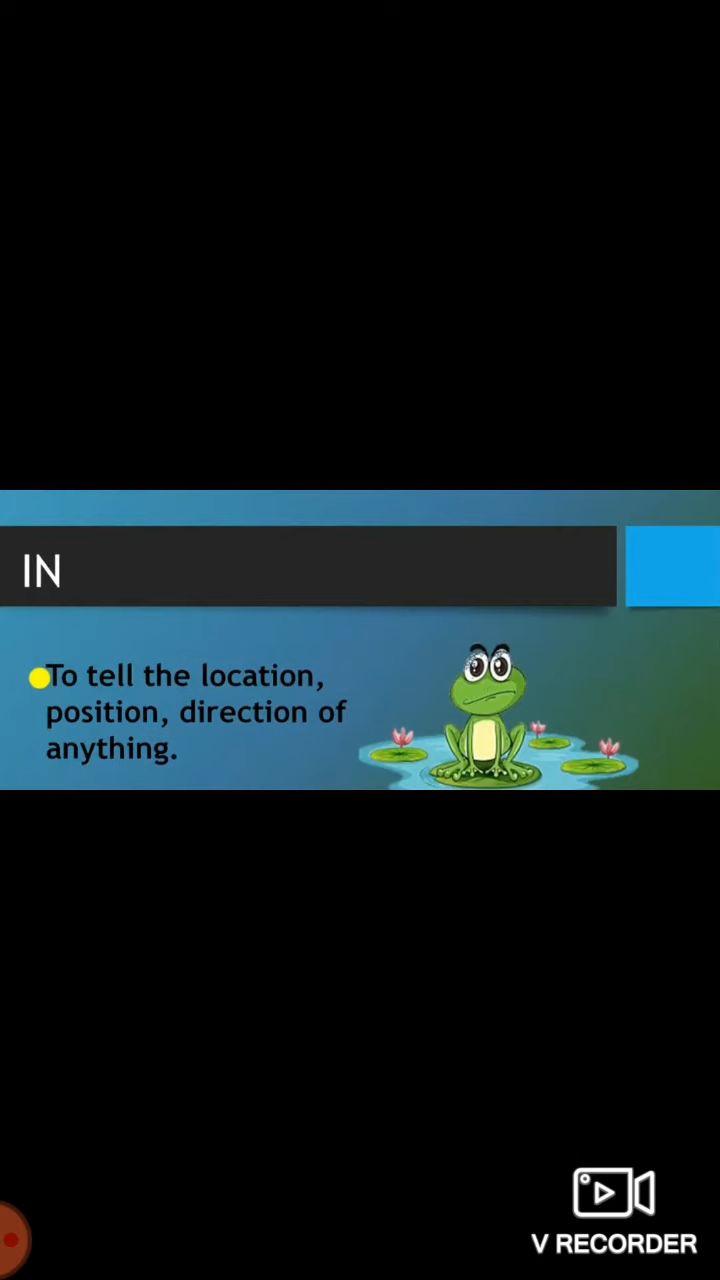 IN
To tell the location,
position, direction of
anything.
V RECORDER